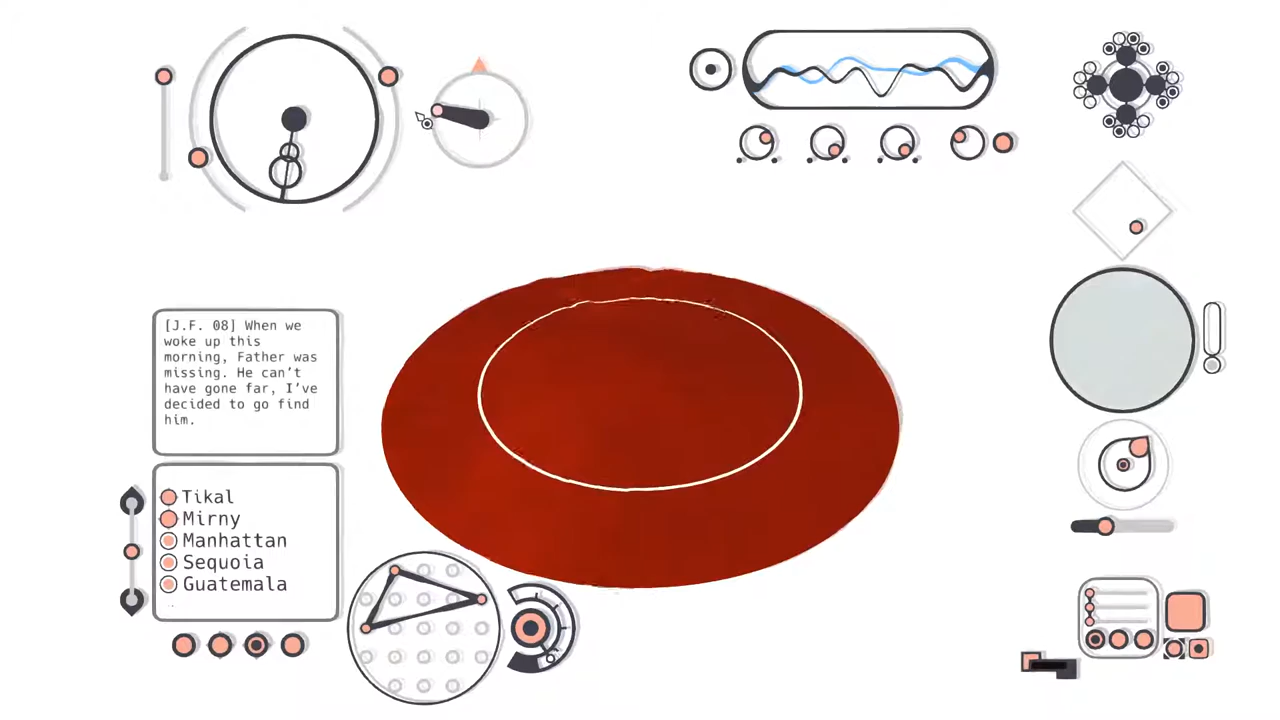 [J.F. 08] When we
woke up this
morning, Father was
missing. He can't
have gone far, I've
decided to go find
him.
Tikal
Mirny
Manhattan
Sequoia
Guatemala